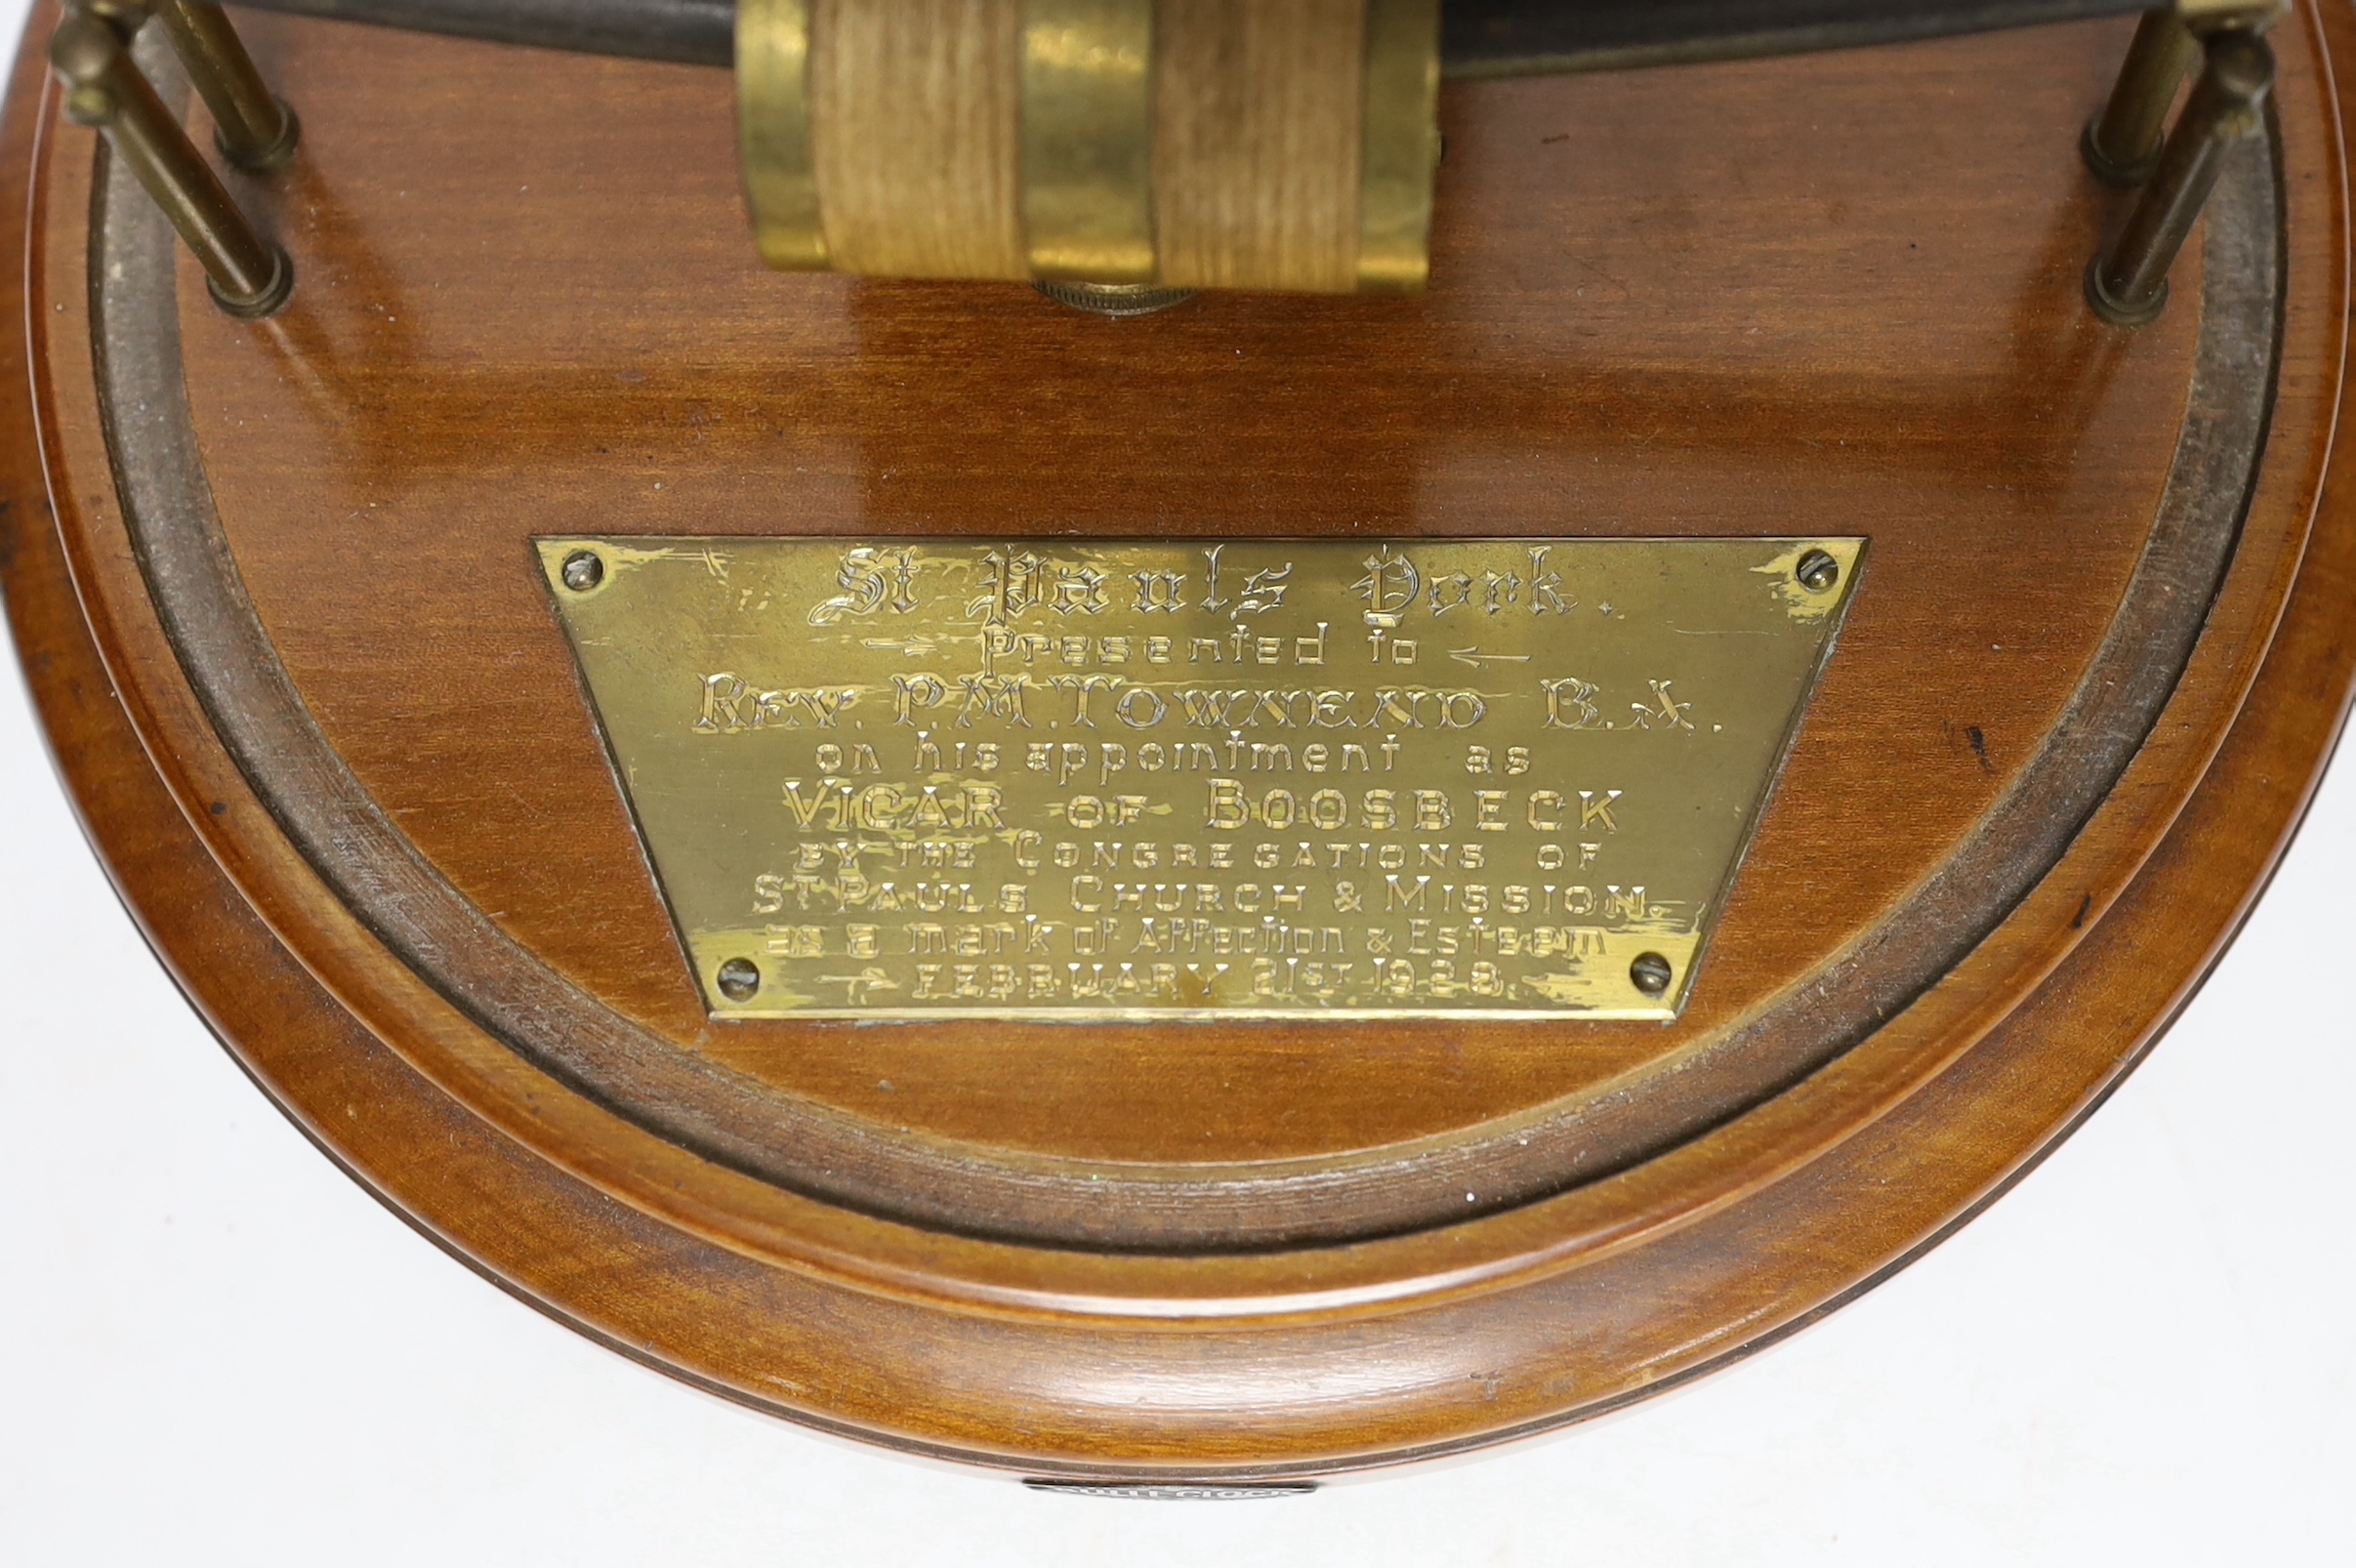 St Pauls York.
Presented to
REV. P.M. TOWNEND B.A.
on his appointment as
VICAR OF BOOSBECK
BY THE CONGREGATIONS OF
ST PAULS CHURCH & MISSION.
as a mark of Affection & Esteem
FEBRUARY 21ST 1928.
CLOCK